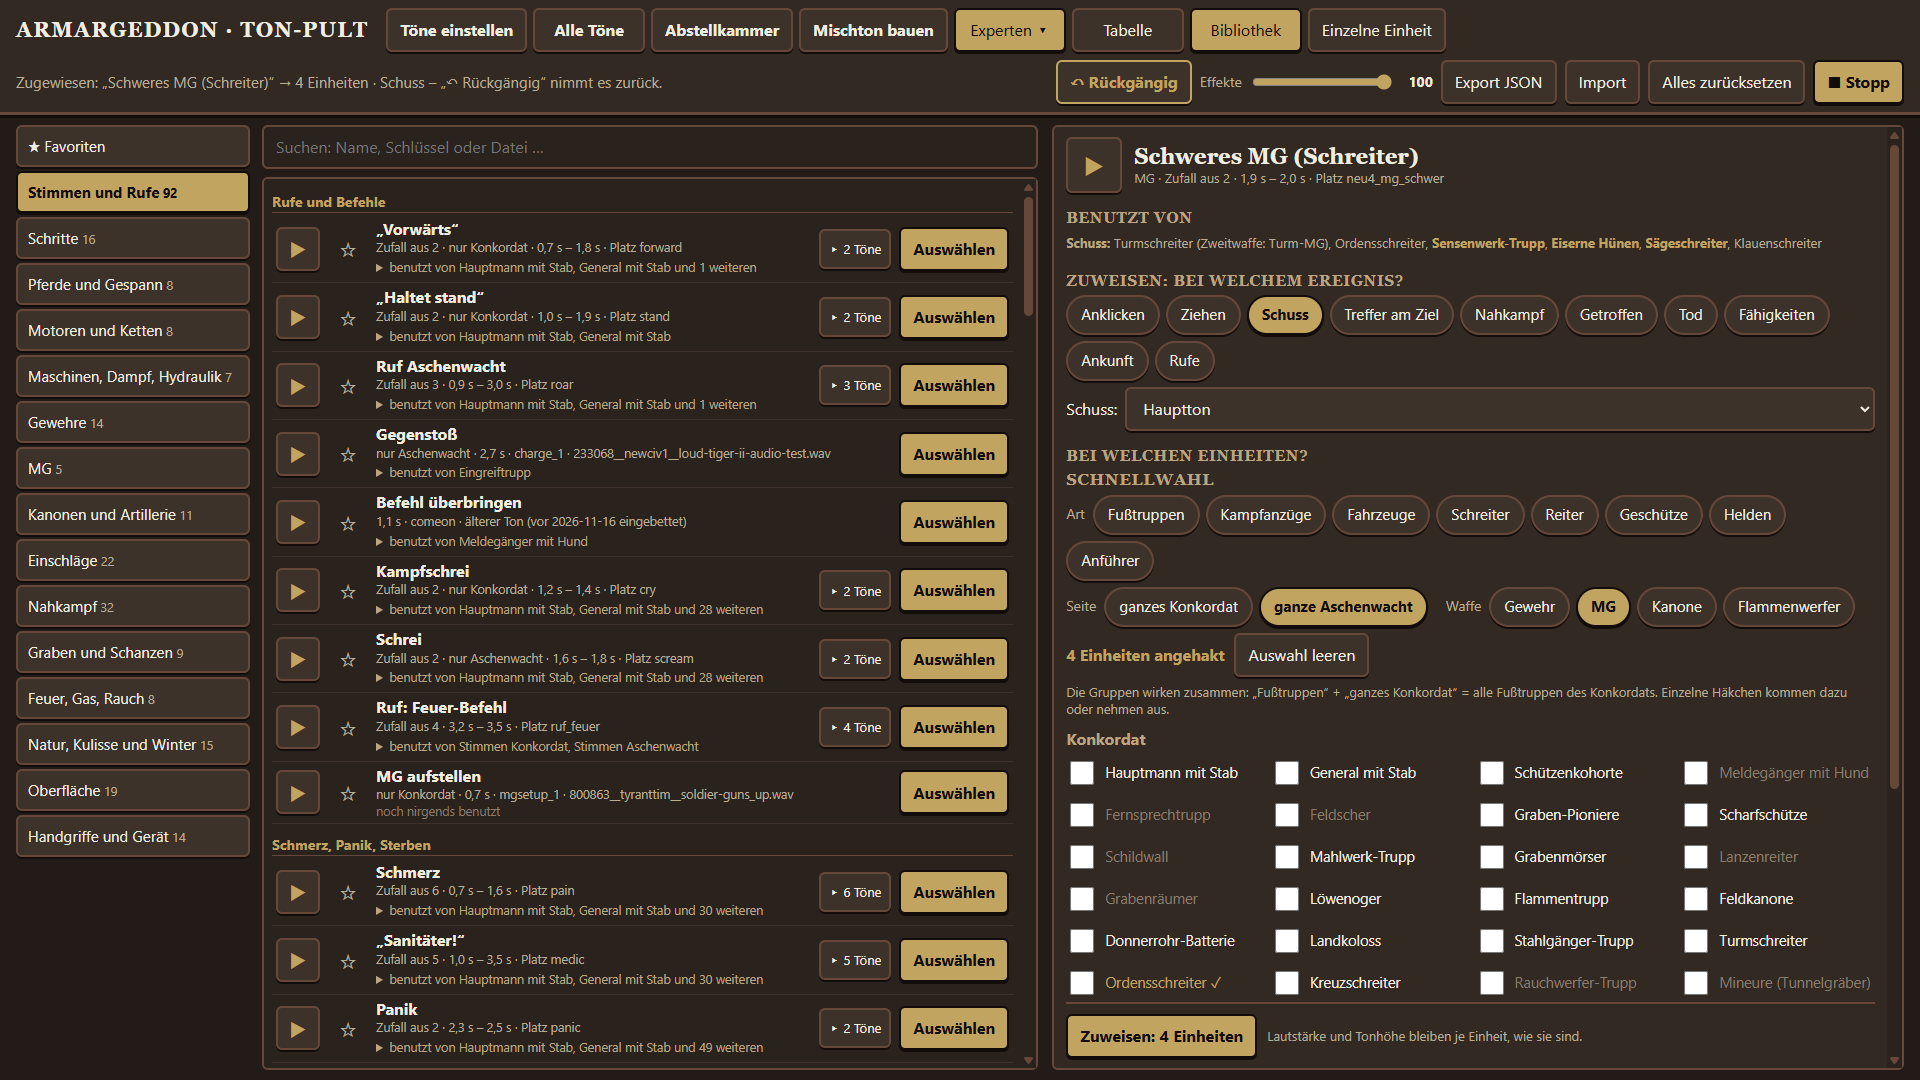 ARMARGEDDON · TON-PULT
Töne einstellen
Alle Töne
Abstellkammer
Mischton bauen
Experten ▾
Tabelle
Bibliothek
Einzelne Einheit
Zugewiesen: „Schweres MG (Schreiter)“ → 4 Einheiten · Schuss – „↶ Rückgängig“ nimmt es zurück.
↶ Rückgängig
Effekte
100
Export JSON
Import
Alles zurücksetzen
■ Stopp
★ Favoriten
Stimmen und Rufe 92
Schritte 16
Pferde und Gespann 8
Motoren und Ketten 8
Maschinen, Dampf, Hydraulik 7
Gewehre 14
MG 5
Kanonen und Artillerie 11
Einschläge 22
Nahkampf 32
Graben und Schanzen 9
Feuer, Gas, Rauch 8
Natur, Kulisse und Winter 15
Oberfläche 19
Handgriffe und Gerät 14
Suchen: Name, Schlüssel oder Datei ...
Rufe und Befehle
„Vorwärts“
Zufall aus 2 · nur Konkordat · 0,7 s – 1,8 s · Platz forward
▶ benutzt von Hauptmann mit Stab, General mit Stab und 1 weiteren
▸ 2 Töne
Auswählen
„Haltet stand“
Zufall aus 2 · nur Konkordat · 1,0 s – 1,9 s · Platz stand
▶ benutzt von Hauptmann mit Stab, General mit Stab
▸ 2 Töne
Auswählen
Ruf Aschenwacht
Zufall aus 3 · 0,9 s – 3,0 s · Platz roar
▶ benutzt von Hauptmann mit Stab, General mit Stab und 1 weiteren
▸ 3 Töne
Auswählen
Gegenstoß
nur Aschenwacht · 2,7 s · charge_1 · 233068__newciv1__loud-tiger-ii-audio-test.wav
▶ benutzt von Eingreiftrupp
Auswählen
Befehl überbringen
1,1 s · comeon · älterer Ton (vor 2026-11-16 eingebettet)
▶ benutzt von Meldegänger mit Hund
Auswählen
Kampfschrei
Zufall aus 2 · nur Konkordat · 1,2 s – 1,4 s · Platz cry
▶ benutzt von Hauptmann mit Stab, General mit Stab und 28 weiteren
▸ 2 Töne
Auswählen
Schrei
Zufall aus 2 · nur Aschenwacht · 1,6 s – 1,8 s · Platz scream
▶ benutzt von Hauptmann mit Stab, General mit Stab und 28 weiteren
▸ 2 Töne
Auswählen
Ruf: Feuer-Befehl
Zufall aus 4 · 3,2 s – 3,5 s · Platz ruf_feuer
▶ benutzt von Stimmen Konkordat, Stimmen Aschenwacht
▸ 4 Töne
Auswählen
MG aufstellen
nur Konkordat · 0,7 s · mgsetup_1 · 800863__tyranttim__soldier-guns_up.wav
noch nirgends benutzt
Auswählen
Schmerz, Panik, Sterben
Schmerz
Zufall aus 6 · 0,7 s – 1,6 s · Platz pain
▶ benutzt von Hauptmann mit Stab, General mit Stab und 30 weiteren
▸ 6 Töne
Auswählen
„Sanitäter!“
Zufall aus 5 · 1,0 s – 3,5 s · Platz medic
▶ benutzt von Hauptmann mit Stab, General mit Stab und 30 weiteren
▸ 5 Töne
Auswählen
Panik
Zufall aus 2 · 2,3 s – 2,5 s · Platz panic
▶ benutzt von Hauptmann mit Stab, General mit Stab und 49 weiteren
▸ 2 Töne
Auswählen
Schweres MG (Schreiter)
MG · Zufall aus 2 · 1,9 s – 2,0 s · Platz neu4_mg_schwer
BENUTZT VON
Schuss: Turmschreiter (Zweitwaffe: Turm-MG), Ordensschreiter, Sensenwerk-Trupp, Eiserne Hünen, Sägeschreiter, Klauenschreiter
ZUWEISEN: BEI WELCHEM EREIGNIS?
Anklicken
Ziehen
Schuss
Treffer am Ziel
Nahkampf
Getroffen
Tod
Fähigkeiten
Ankunft
Rufe
Schuss:
Hauptton
BEI WELCHEN EINHEITEN?
SCHNELLWAHL
Art
Fußtruppen
Kampfanzüge
Fahrzeuge
Schreiter
Reiter
Geschütze
Helden
Anführer
Seite
ganzes Konkordat
ganze Aschenwacht
Waffe
Gewehr
MG
Kanone
Flammenwerfer
4 Einheiten angehakt
Auswahl leeren
Die Gruppen wirken zusammen: „Fußtruppen“ + „ganzes Konkordat“ = alle Fußtruppen des Konkordats. Einzelne Häkchen kommen dazu
oder nehmen aus.
Konkordat
Hauptmann mit Stab
General mit Stab
Schützenkohorte
Meldegänger mit Hund
Fernsprechtrupp
Feldscher
Graben-Pioniere
Scharfschütze
Schildwall
Mahlwerk-Trupp
Grabenmörser
Lanzenreiter
Grabenräumer
Löwenoger
Flammentrupp
Feldkanone
Donnerrohr-Batterie
Landkoloss
Stahlgänger-Trupp
Turmschreiter
Ordensschreiter ✓
Kreuzschreiter
Rauchwerfer-Trupp
Mineure (Tunnelgräber)
Zuweisen: 4 Einheiten
Lautstärke und Tonhöhe bleiben je Einheit, wie sie sind.